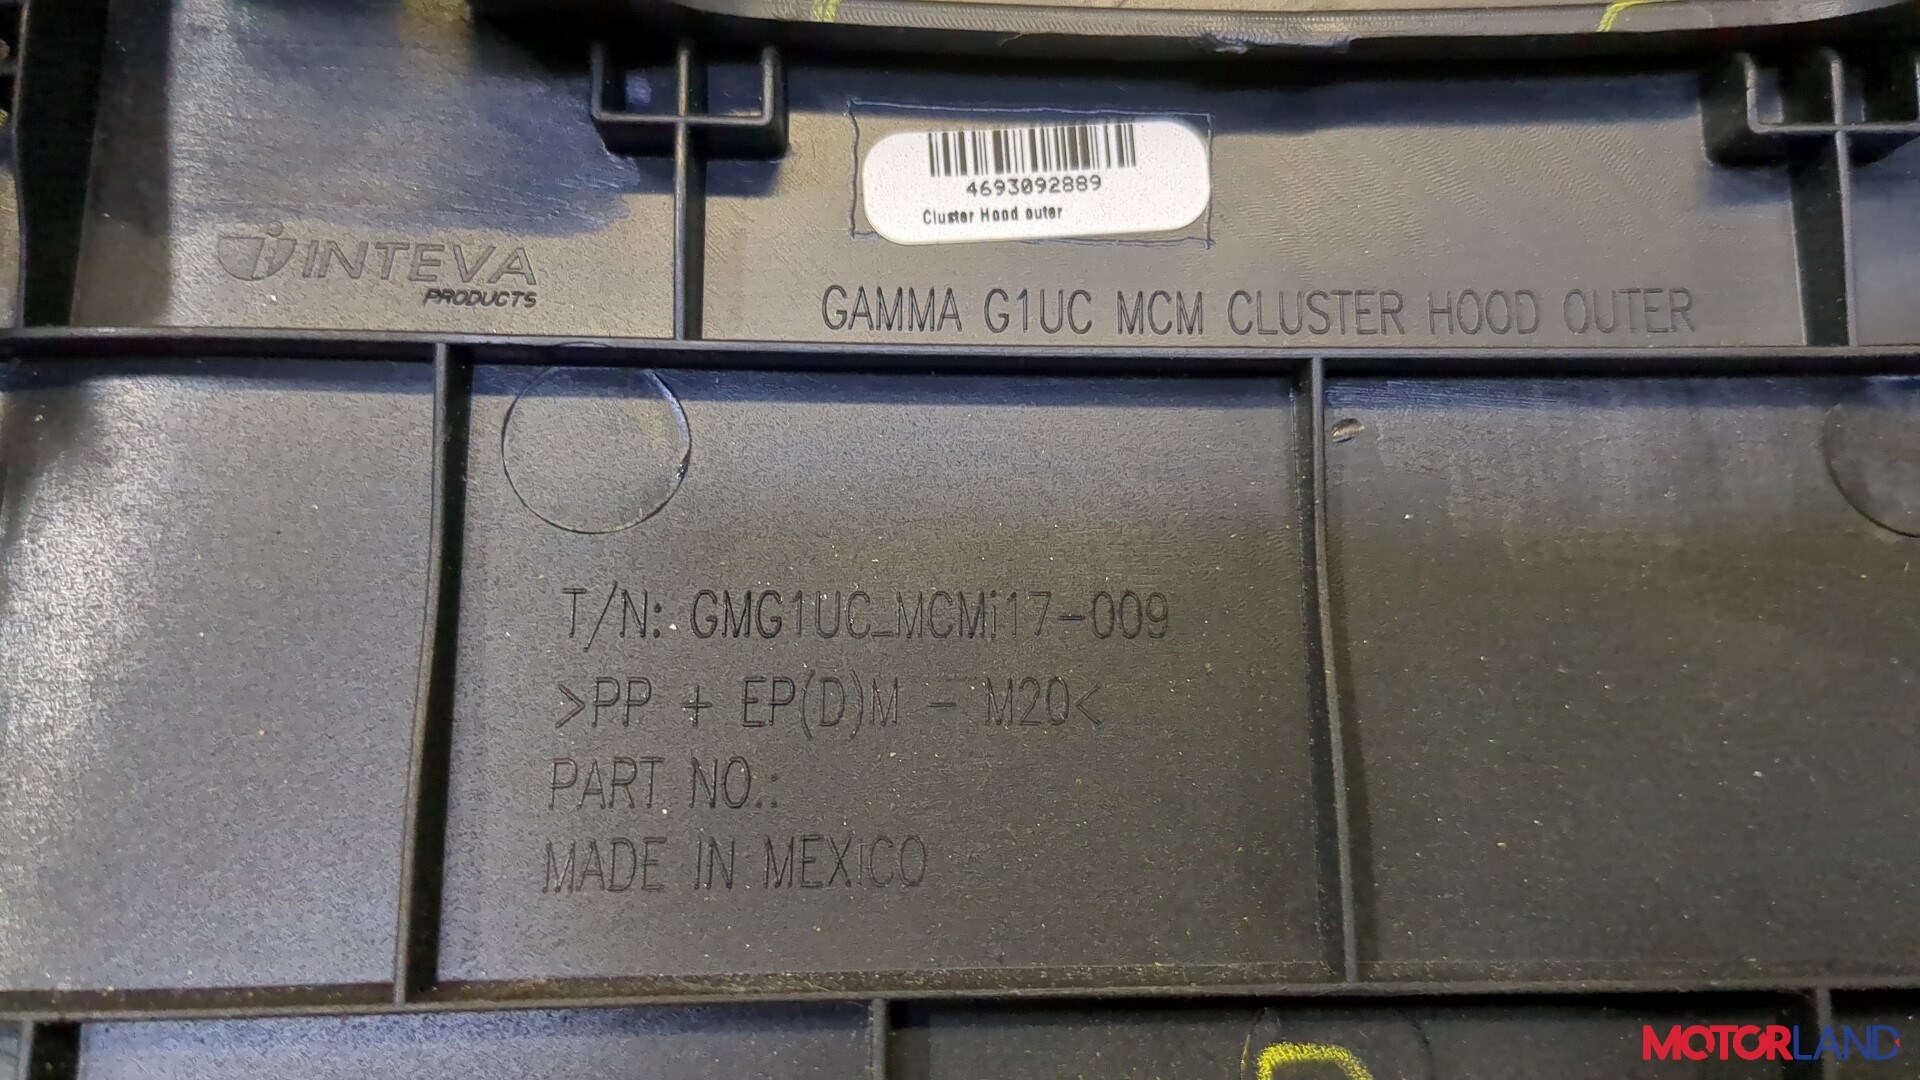 4693092889
Cluster Hood outer
INTEVA
PRODUCTS
GAMMA G1UC MCM CLUSTER HOOD OUTER
T/N: GMG1UC_MCMi17-009
>PP + EP(D)M - M20<
PART NO.:
MADE IN MEXiCO
MOTORLAND